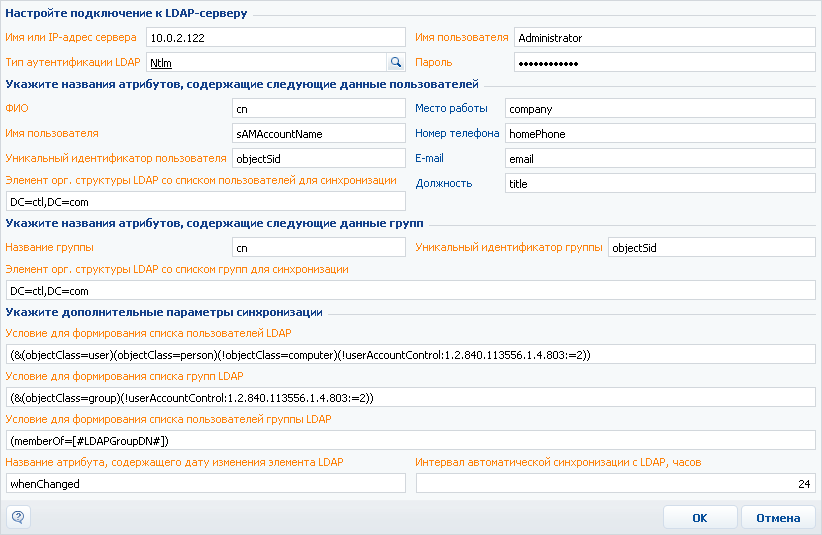 Настройте подключение к LDAP-серверу
Имя или IP-адрес сервера 10.0.2.122 Имя пользователя Administrator
Тип аутентификации LDAP Ntlm Пароль ••••••••••••
Укажите названия атрибутов, содержащие следующие данные пользователей
ФИО cn Место работы company
Имя пользователя sAMAccountName Номер телефона homePhone
Уникальный идентификатор пользователя objectSid E-mail email
Элемент орг. структуры LDAP со списком пользователей для синхронизации Должность title
DC=ctl,DC=com
Укажите названия атрибутов, содержащие следующие данные групп
Название группы cn Уникальный идентификатор группы objectSid
Элемент орг. структуры LDAP со списком групп для синхронизации
DC=ctl,DC=com
Укажите дополнительные параметры синхронизации
Условие для формирования списка пользователей LDAP
(&(objectClass=user)(objectClass=person)(!objectClass=computer)(!userAccountControl:1.2.840.113556.1.4.803:=2))
Условие для формирования списка групп LDAP
(&(objectClass=group)(!userAccountControl:1.2.840.113556.1.4.803:=2))
Условие для формирования списка пользователей группы LDAP
(memberOf=[#LDAPGroupDN#])
Название атрибута, содержащего дату изменения элемента LDAP Интервал автоматической синхронизации с LDAP, часов
whenChanged 24
? OK Отмена